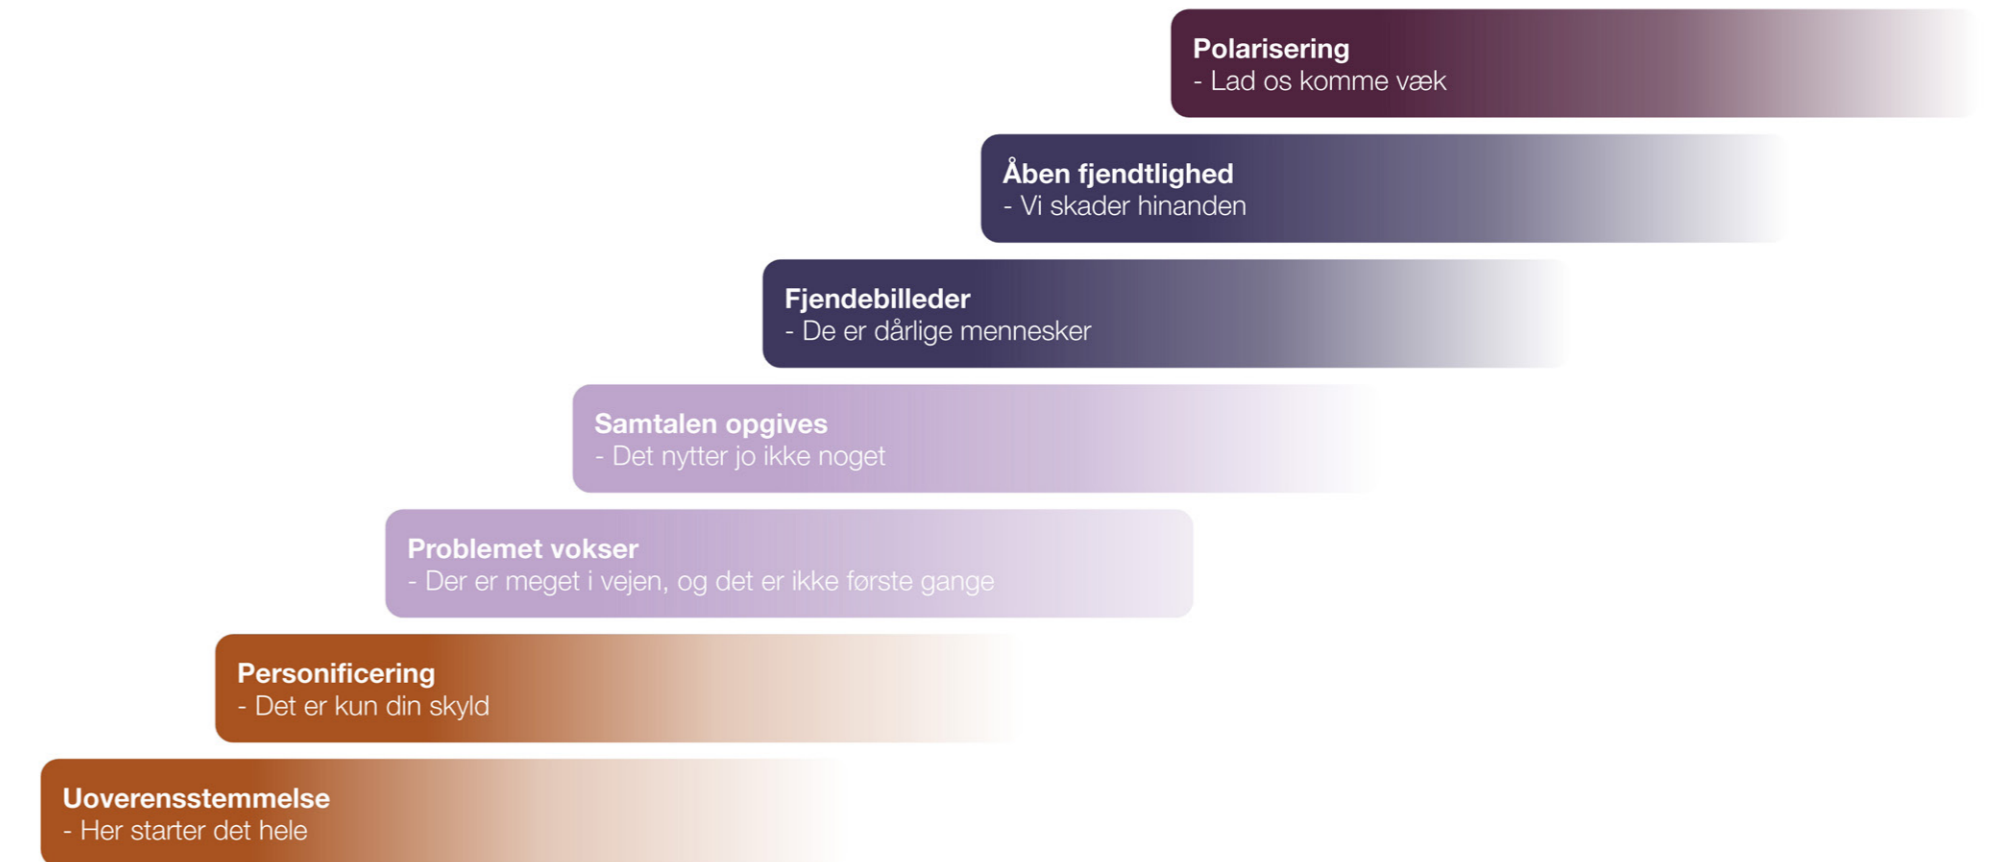 Polarisering
- Lad os komme væk
Åben fjendtlighed
- Vi skader hinanden
Fjendebilleder
- De er dårlige mennesker
Samtalen opgives
- Det nytter jo ikke noget
Problemet vokser
- Der er meget i vejen, og det er ikke første gange
Personificering
- Det er kun din skyld
Uoverensstemmelse
- Her starter det hele